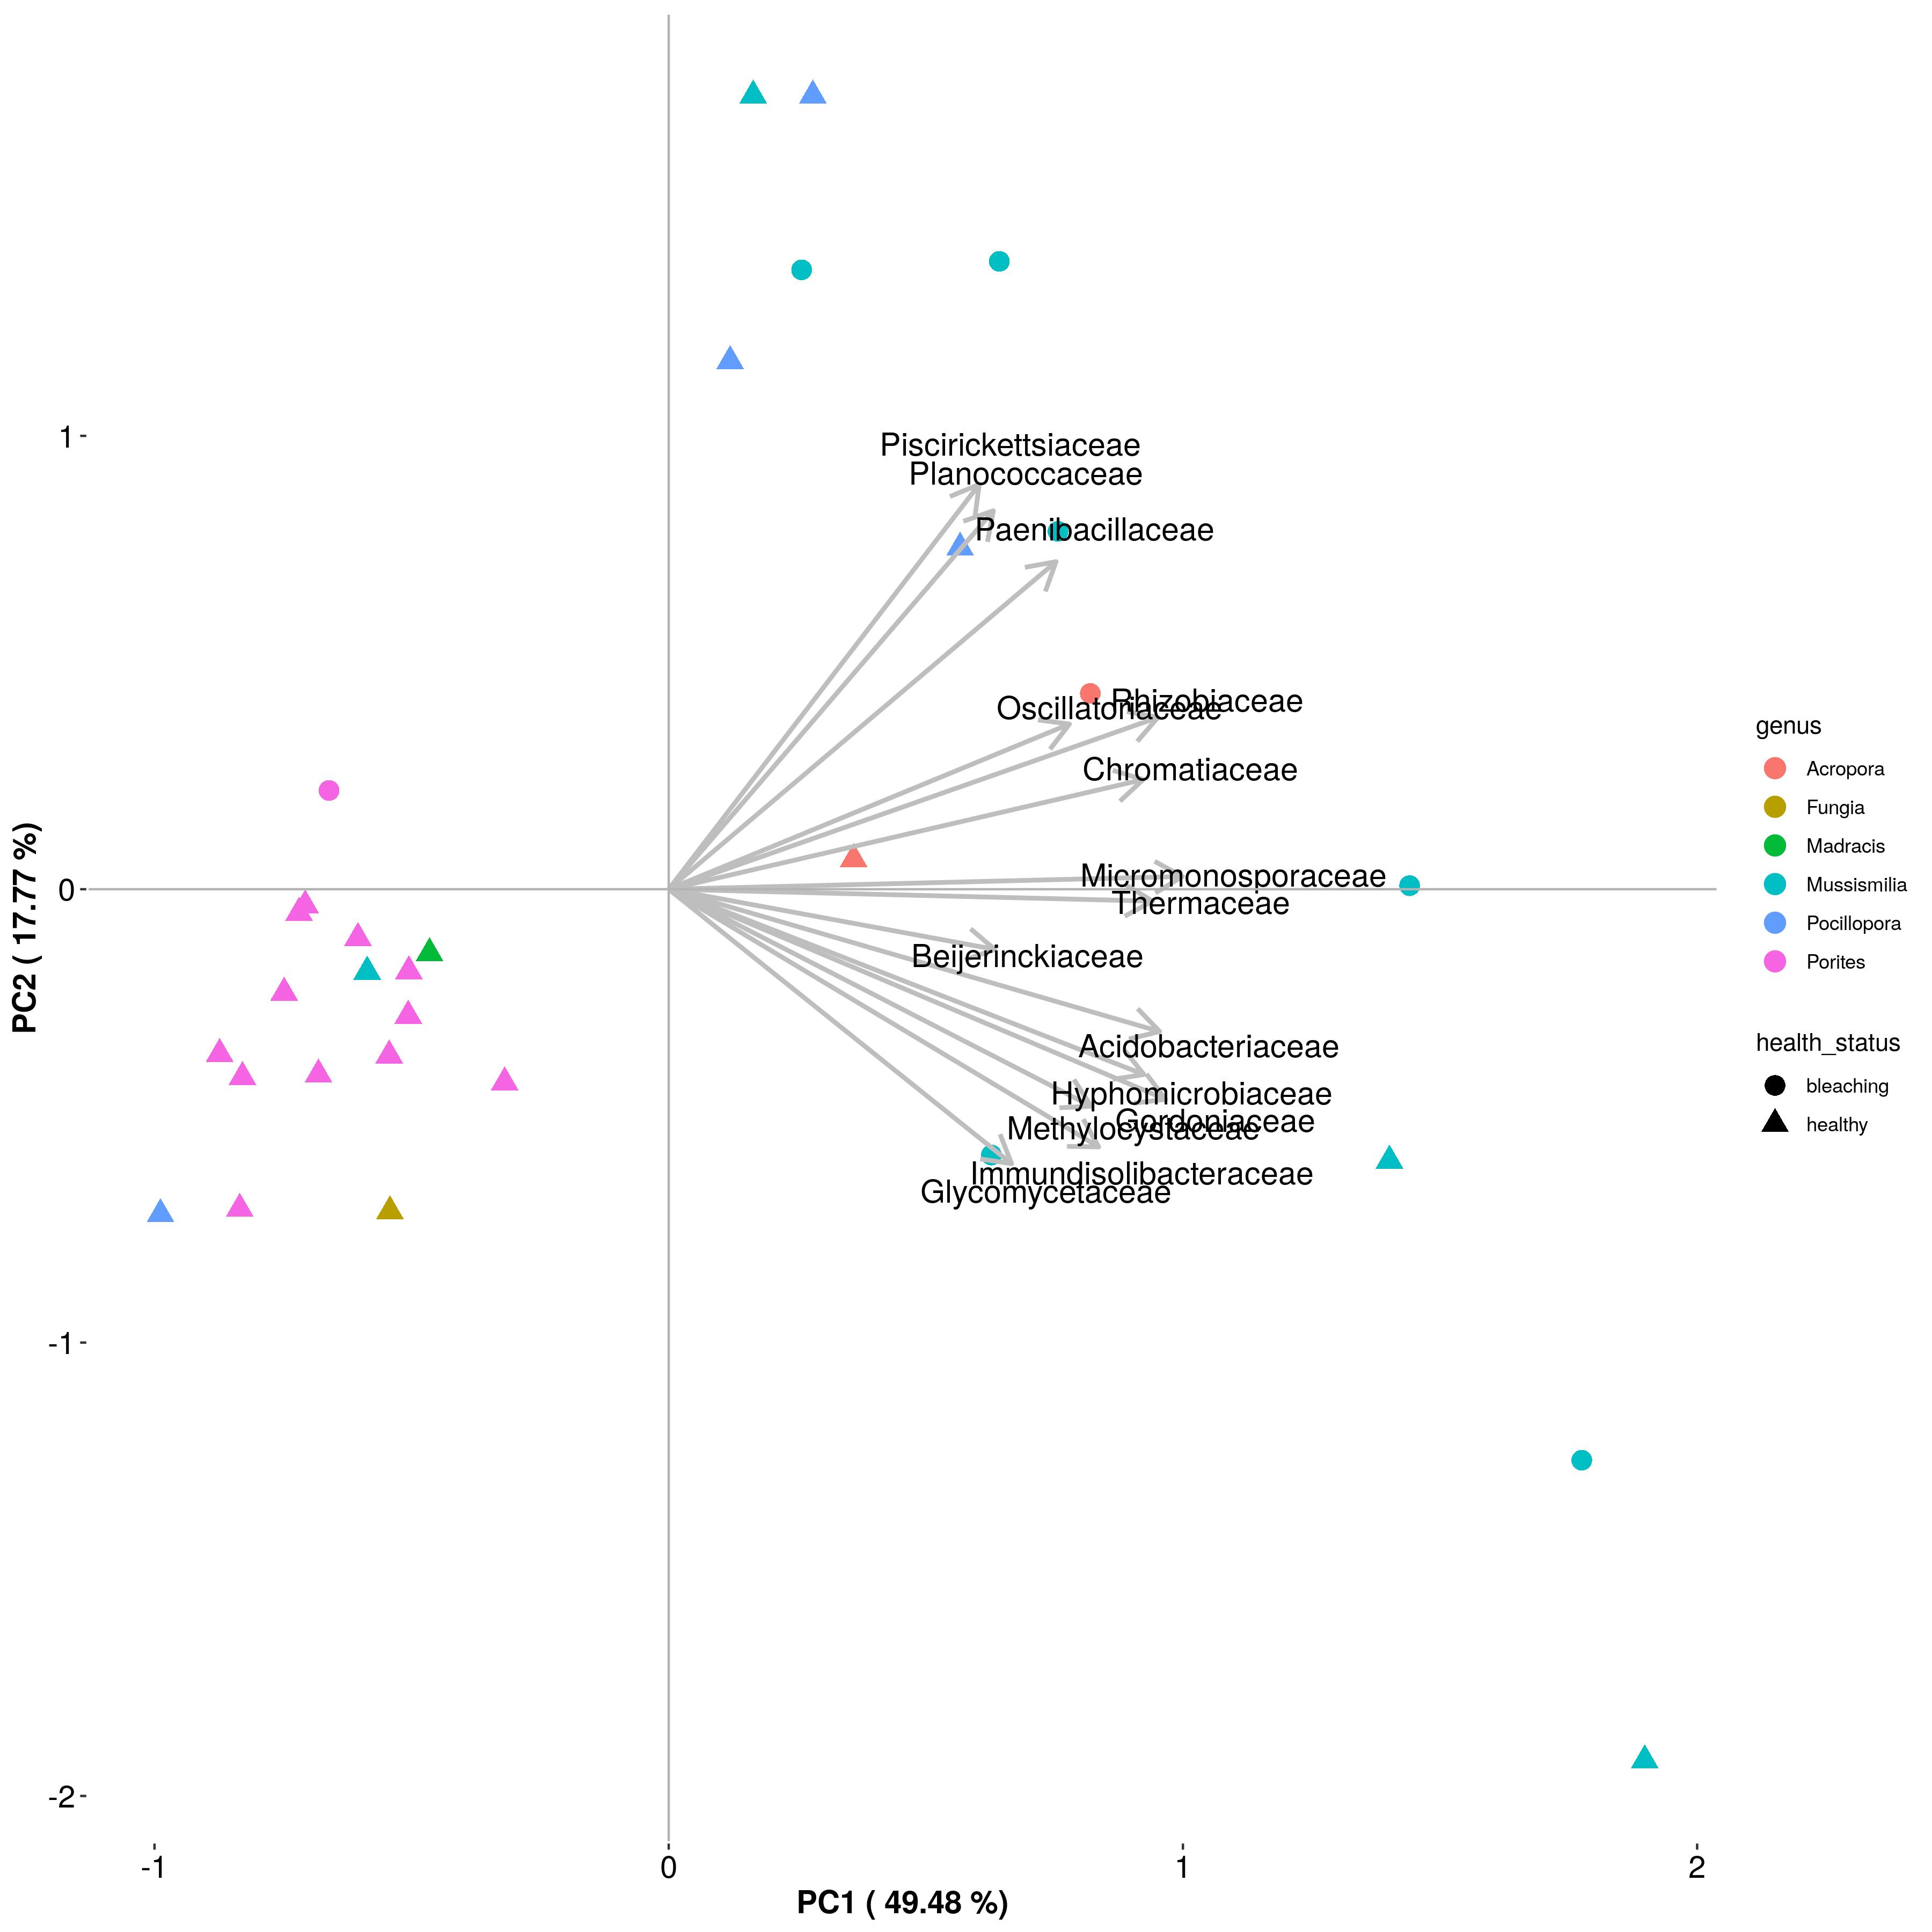 Piscirickettsiaceae
Planococcaceae
1
Paenibacillaceae
Rhizobiaceae
Oscillatoriaceae
genus
Acropora
Chromatiaceae
Fungia
Madracis
Micromonosporaceae
Mussismilia
0
Thermaceae
Pocillopora
Beijerinckiaceae
Porites
PC2 ( 17.77 %)
Acidobacteriaceae
health_status
bleaching
Hyphomicrobiaceae
Gordoniaceae
healthy
Methylocystaceae
Immundisolibacteraceae
Glycomycetaceae
-1
-2
-1
0
1
2
PC1 ( 49.48 %)